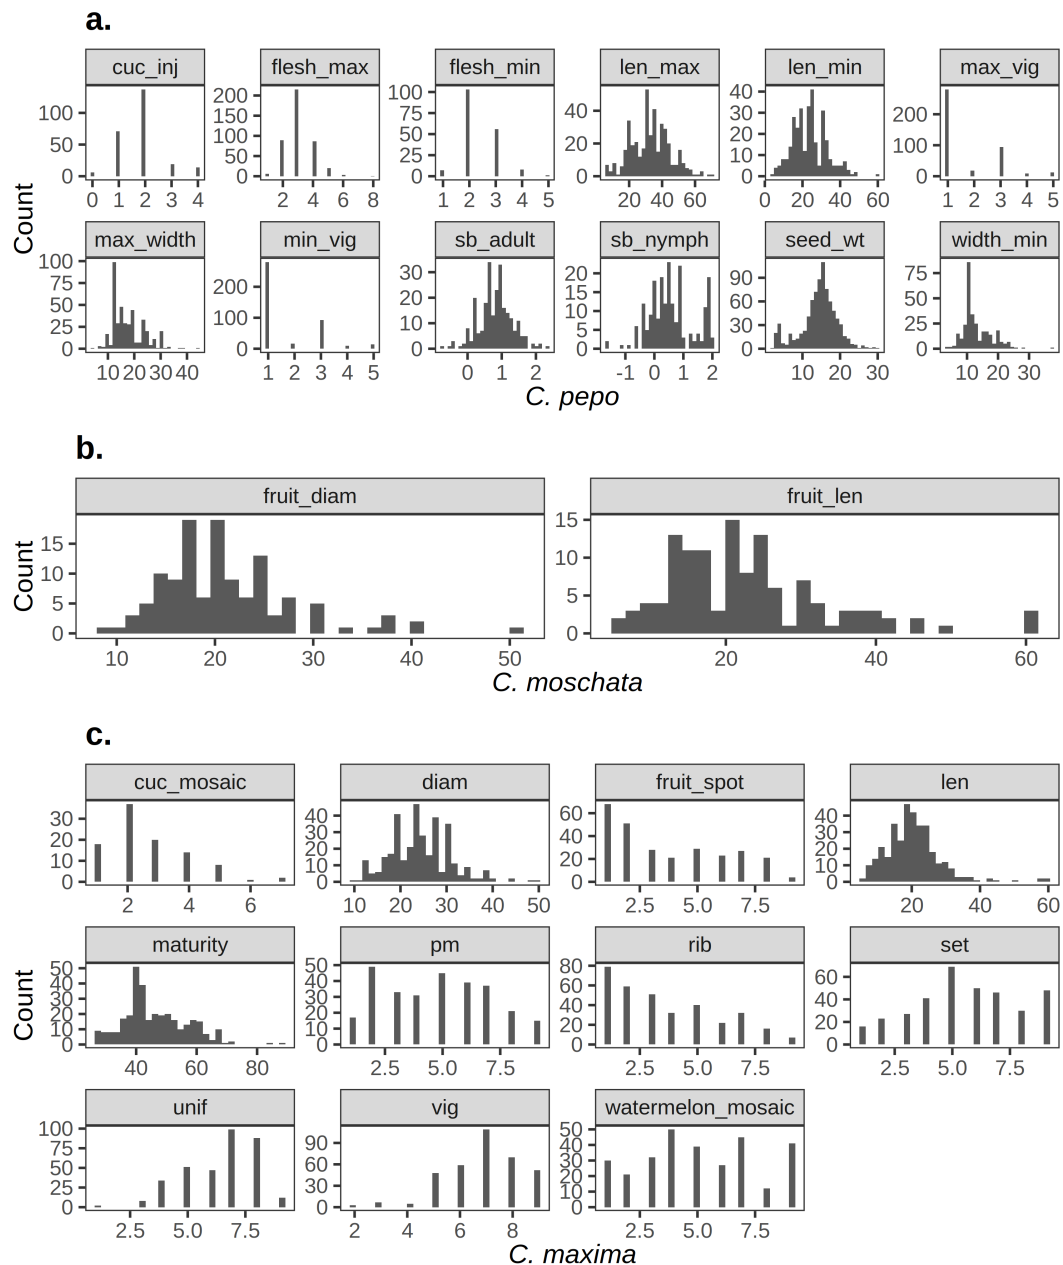 a.
cuc_inj flesh_max flesh_min len_max len_min max_vig
100 50 0 200 150 100 50 0 100 75 50 25 0 40 20 0 40 30 20 10 0 200 100 0
0 1 2 3 4 2 4 6 8 1 2 3 4 5 20 40 60 0 20 40 60 1 2 3 4 5
Count
max_width min_vig sb_adult sb_nymph seed_wt width_min
100 75 50 25 0 200 100 0 30 20 10 0 20 15 10 5 0 90 60 30 0 75 50 25 0
10 20 30 40 1 2 3 4 5 0 1 2 -1 0 1 2 10 20 30 10 20 30
C. pepo
b.
fruit_diam fruit_len
Count
15 10 5 0 15 10 5 0
10 20 30 40 50 20 40 60
C. moschata
c.
cuc_mosaic diam fruit_spot len
30 20 10 0 40 30 20 10 0 60 40 20 0 40 30 20 10 0
2 4 6 10 20 30 40 50 2.5 5.0 7.5 20 40 60
maturity pm rib set
Count
50 40 30 20 10 0 50 40 30 20 10 0 80 60 40 20 0 60 40 20 0
40 60 80 2.5 5.0 7.5 2.5 5.0 7.5 2.5 5.0 7.5
unif vig watermelon_mosaic
100 75 50 25 0 90 60 30 0 50 40 30 20 10 0
2.5 5.0 7.5 2 4 6 8 2.5 5.0 7.5
C. maxima